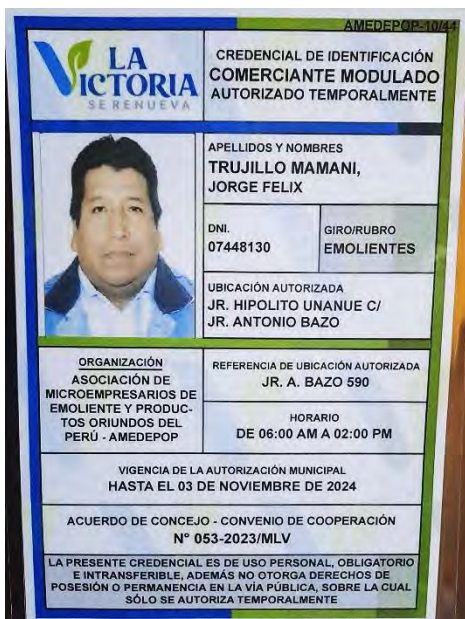 AMEDEPOP-10/44
LA
VICTORIA
SE RENUEVA
CREDENCIAL DE IDENTIFICACIÓN
COMERCIANTE MODULADO
AUTORIZADO TEMPORALMENTE
APELLIDOS Y NOMBRES
TRUJILLO MAMANI,
JORGE FELIX
DNI.
07448130
GIRO/RUBRO
EMOLIENTES
UBICACIÓN AUTORIZADA
JR. HIPOLITO UNANUE C/
JR. ANTONIO BAZO
ORGANIZACIÓN
ASOCIACIÓN DE
MICROEMPRESARIOS DE
EMOLIENTE Y PRODUC-
TOS ORIUNDOS DEL
PERÚ - AMEDEPOP
REFERENCIA DE UBICACIÓN AUTORIZADA
JR. A. BAZO 590
HORARIO
DE 06:00 AM A 02:00 PM
VIGENCIA DE LA AUTORIZACIÓN MUNICIPAL
HASTA EL 03 DE NOVIEMBRE DE 2024
ACUERDO DE CONCEJO - CONVENIO DE COOPERACIÓN
N° 053-2023/MLV
LA PRESENTE CREDENCIAL ES DE USO PERSONAL, OBLIGATORIO
E INTRANSFERIBLE, ADEMÁS NO OTORGA DERECHOS DE
POSESIÓN O PERMANENCIA EN LA VÍA PÚBLICA, SOBRE LA CUAL
SÓLO SE AUTORIZA TEMPORALMENTE